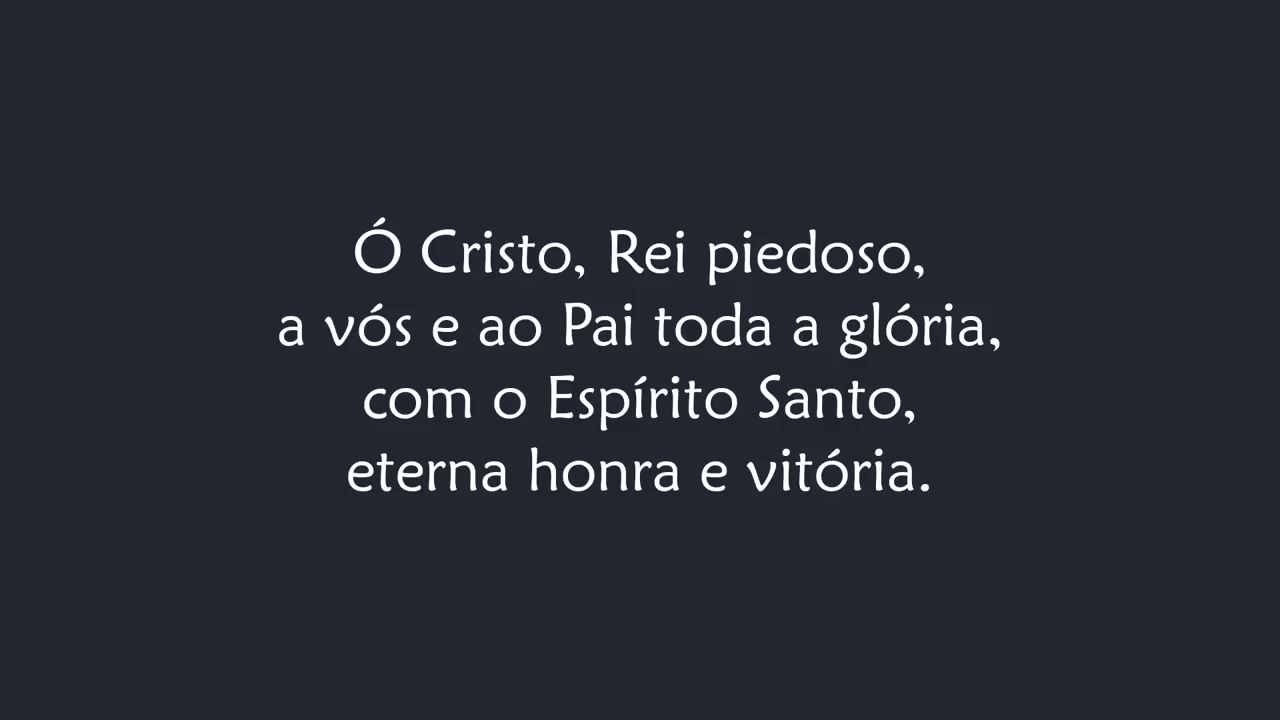 Ó Cristo, Rei piedoso,
a vós e ao Pai toda a glória,
com o Espírito Santo,
eterna honra e vitória.